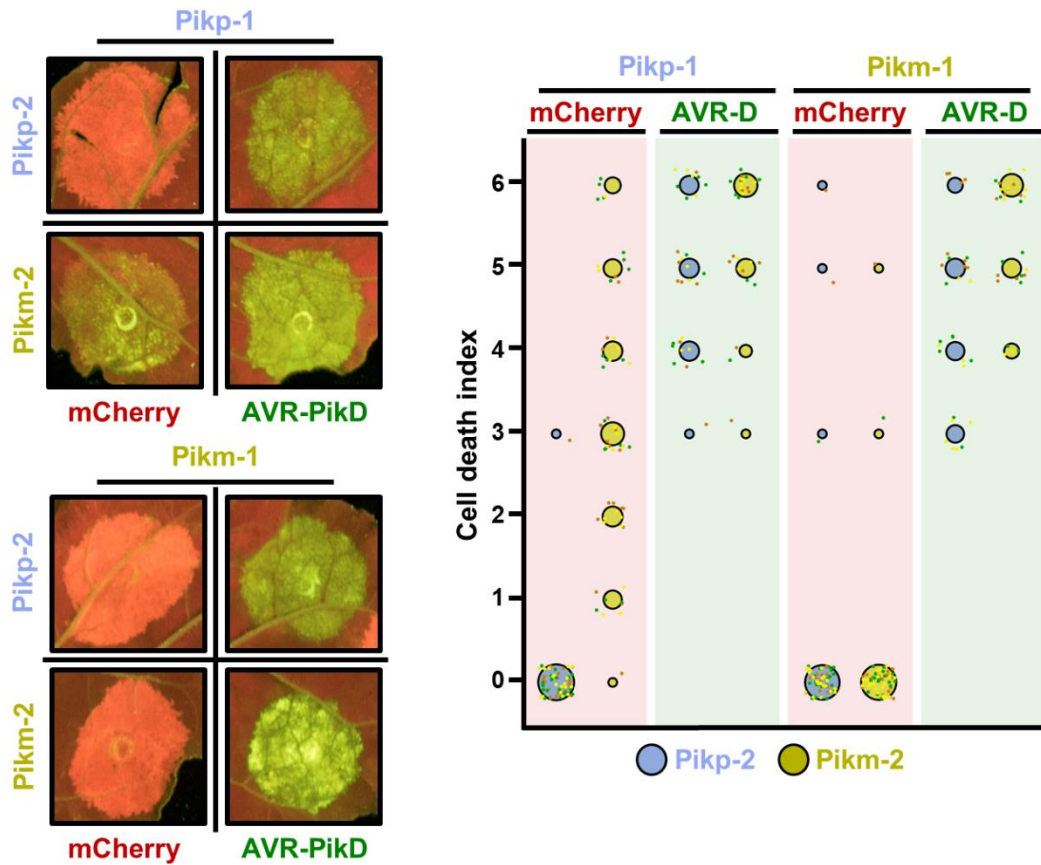 Pikp-1
Pikp-2
Pikm-2
mCherry AVR-PikD
Pikm-1
Pikp-2
Pikm-2
mCherry AVR-PikD
Pikp-1 Pikm-1
mCherry AVR-D mCherry AVR-D
Cell death index
6
5
4
3
2
1
0
Pikp-2 Pikm-2